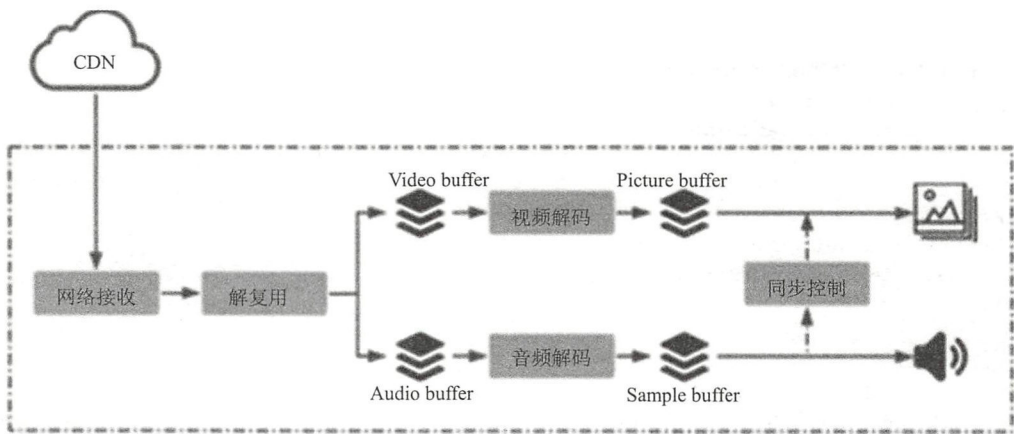 CDN
Video buffer
视频解码
Picture buffer
网络接收
解复用
同步控制
音频解码
Audio buffer
Sample buffer